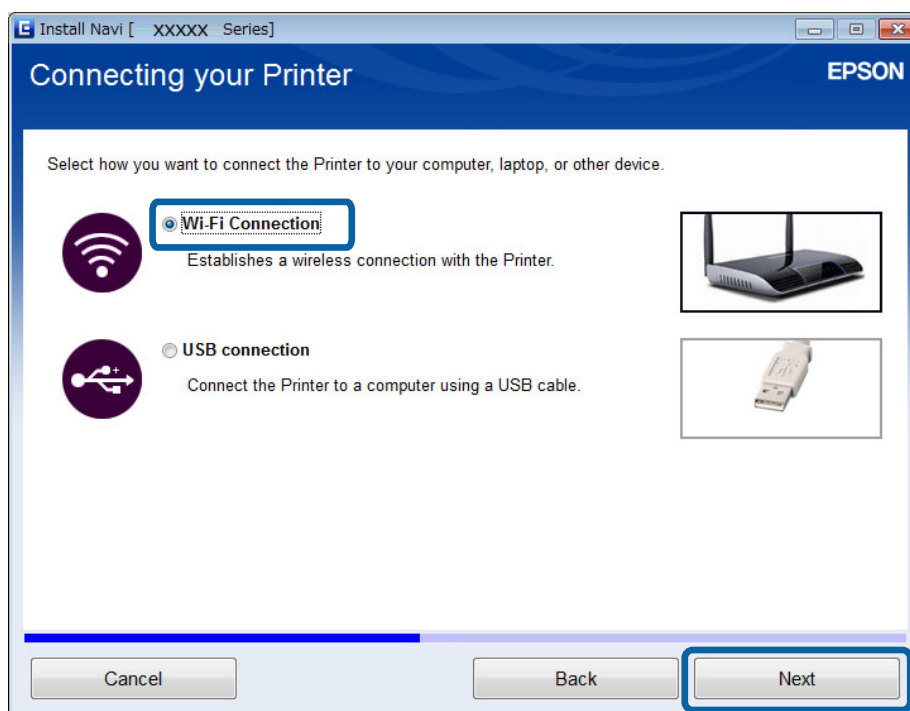 Install Navi [ XXXXX Series]
Connecting your Printer
EPSON
Select how you want to connect the Printer to your computer, laptop, or other device.
Wi-Fi Connection
Establishes a wireless connection with the Printer.
USB connection
Connect the Printer to a computer using a USB cable.
Cancel
Back
Next